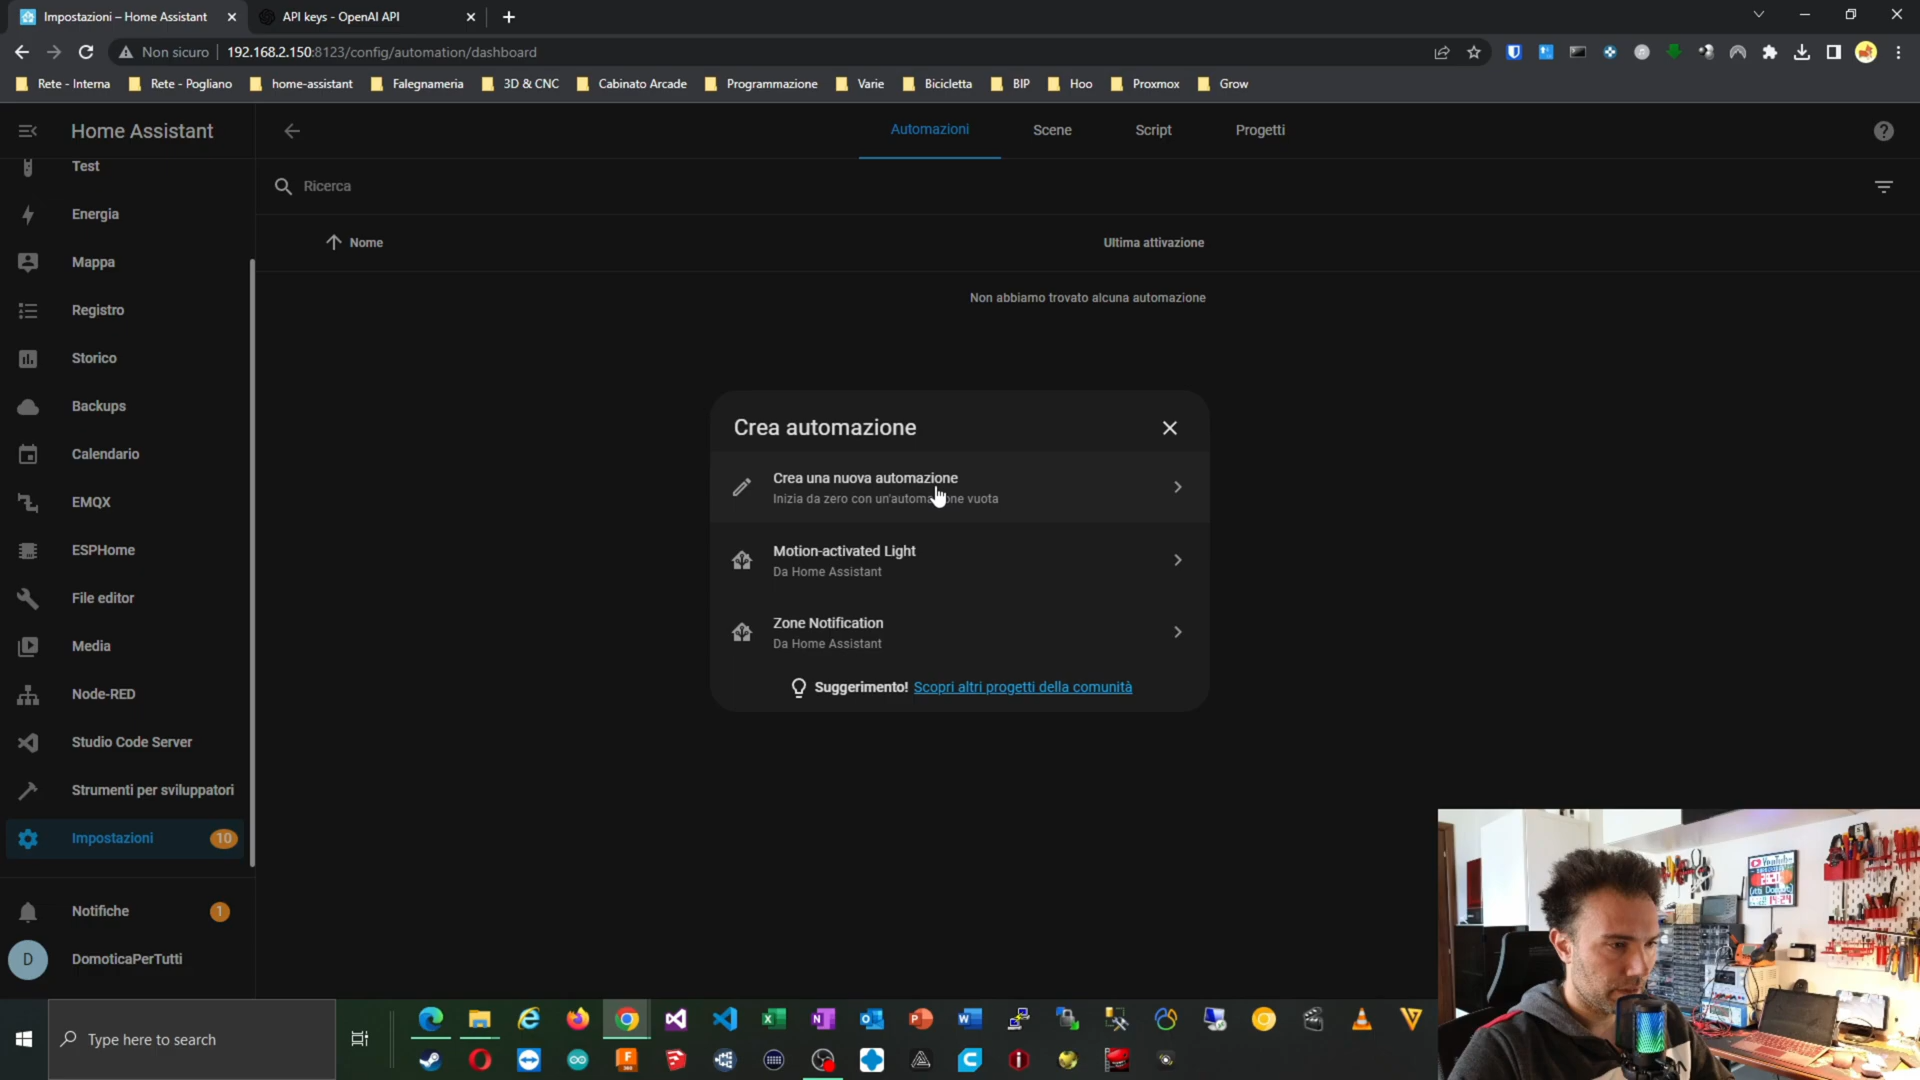 Impostazioni – Home Assistant
API keys - OpenAI API
Non sicuro
192.168.2.150:8123/config/automation/dashboard
Rete - Interna
Rete - Pogliano
home-assistant
Falegnameria
3D & CNC
Cabinato Arcade
Programmazione
Varie
Bicicletta
BIP
Hoo
Proxmox
Grow
Home Assistant
Automazioni
Scene
Script
Progetti
Test
Ricerca
Energia
Nome
Ultima attivazione
Mappa
Non abbiamo trovato alcuna automazione
Registro
Storico
Backups
Calendario
EMQX
ESPHome
File editor
Media
Node-RED
Studio Code Server
Strumenti per sviluppatori
Impostazioni
10
Notifiche
1
D
DomoticaPerTutti
Crea automazione
Crea una nuova automazione
Inizia da zero con un'automazione vuota
Motion-activated Light
Da Home Assistant
Zone Notification
Da Home Assistant
Suggerimento! Scopri altri progetti della comunità
Type here to search
YouTube
14:24